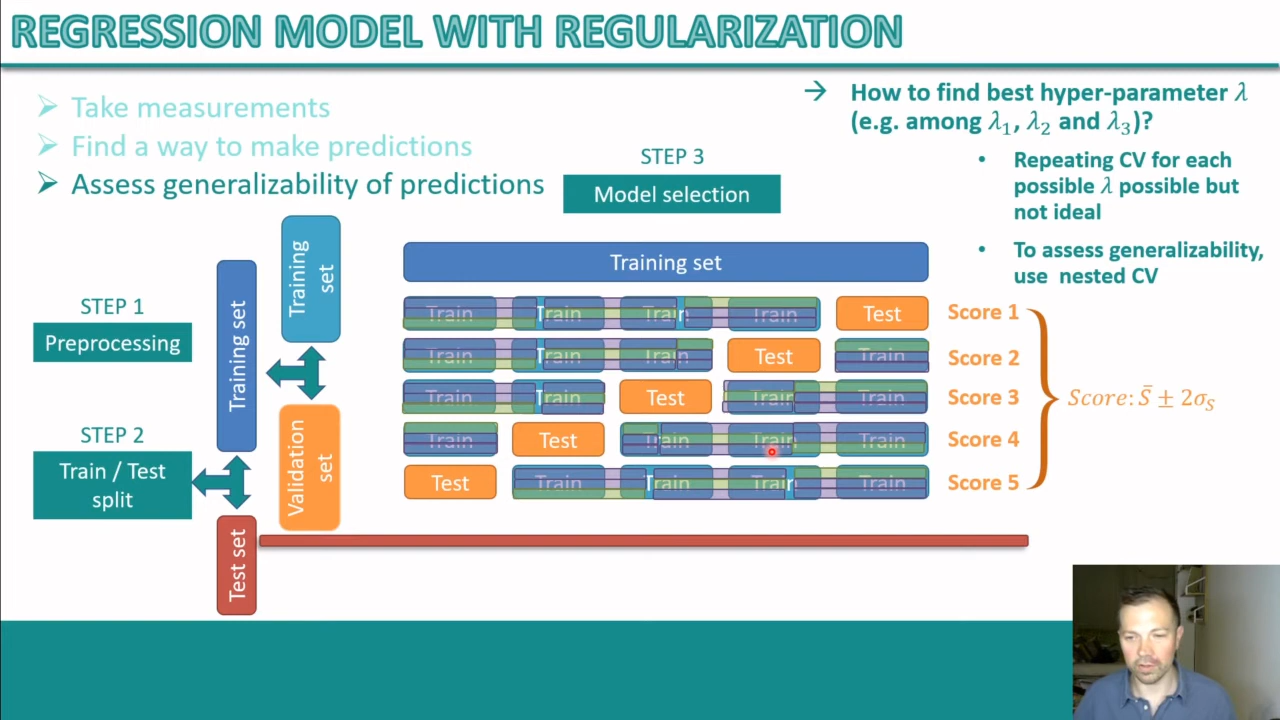 REGRESSION MODEL WITH REGULARIZATION
➢ Take measurements
➢ Find a way to make predictions
➢ Assess generalizability of predictions
→ How to find best hyper-parameter λ
(e.g. among λ₁, λ₂ and λ₃)?
• Repeating CV for each
possible λ possible but
not ideal
• To assess generalizability,
use nested CV
STEP 1
Preprocessing
STEP 2
Train / Test
split
Training set
Test set
Training
set
Validation
set
STEP 3
Model selection
Training set
Train Train Train Train Test Score 1
Train Train Train Test Train Score 2
Train Train Test Train Train Score 3
Train Test Train Train Train Score 4
Test Train Train Train Train Score 5
Score: S̄ ± 2σ_S